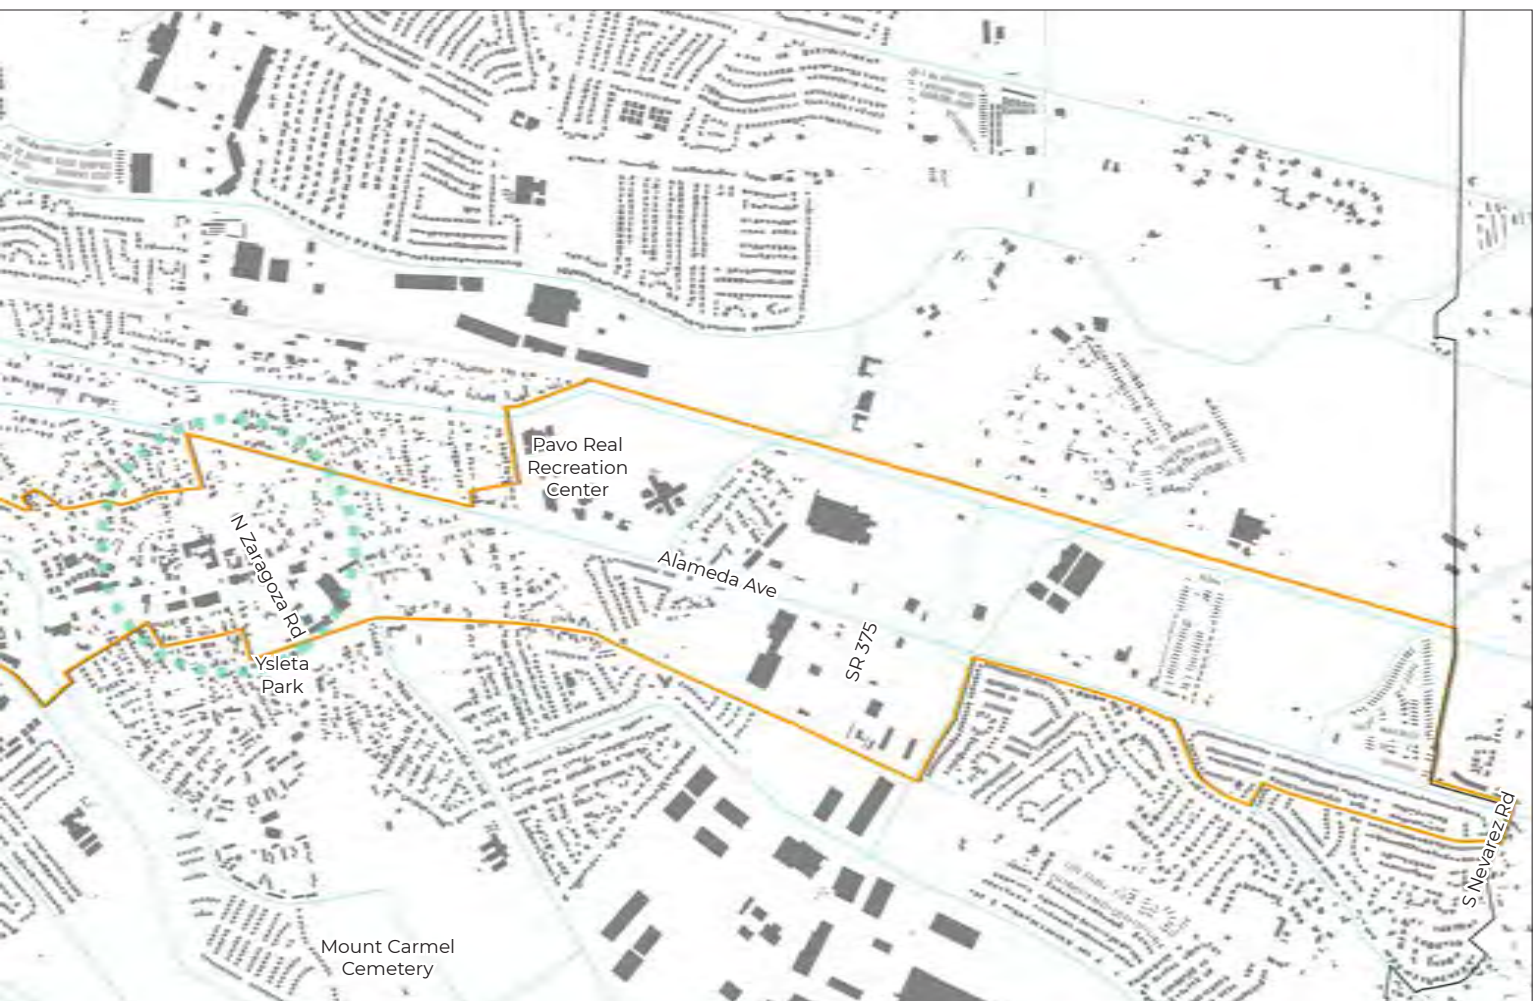 Pavo Real
Recreation
Center
N Zaragoza Rd
Alameda Ave
SR 375
Ysleta
Park
S Nevarez Rd
Mount Carmel
Cemetery